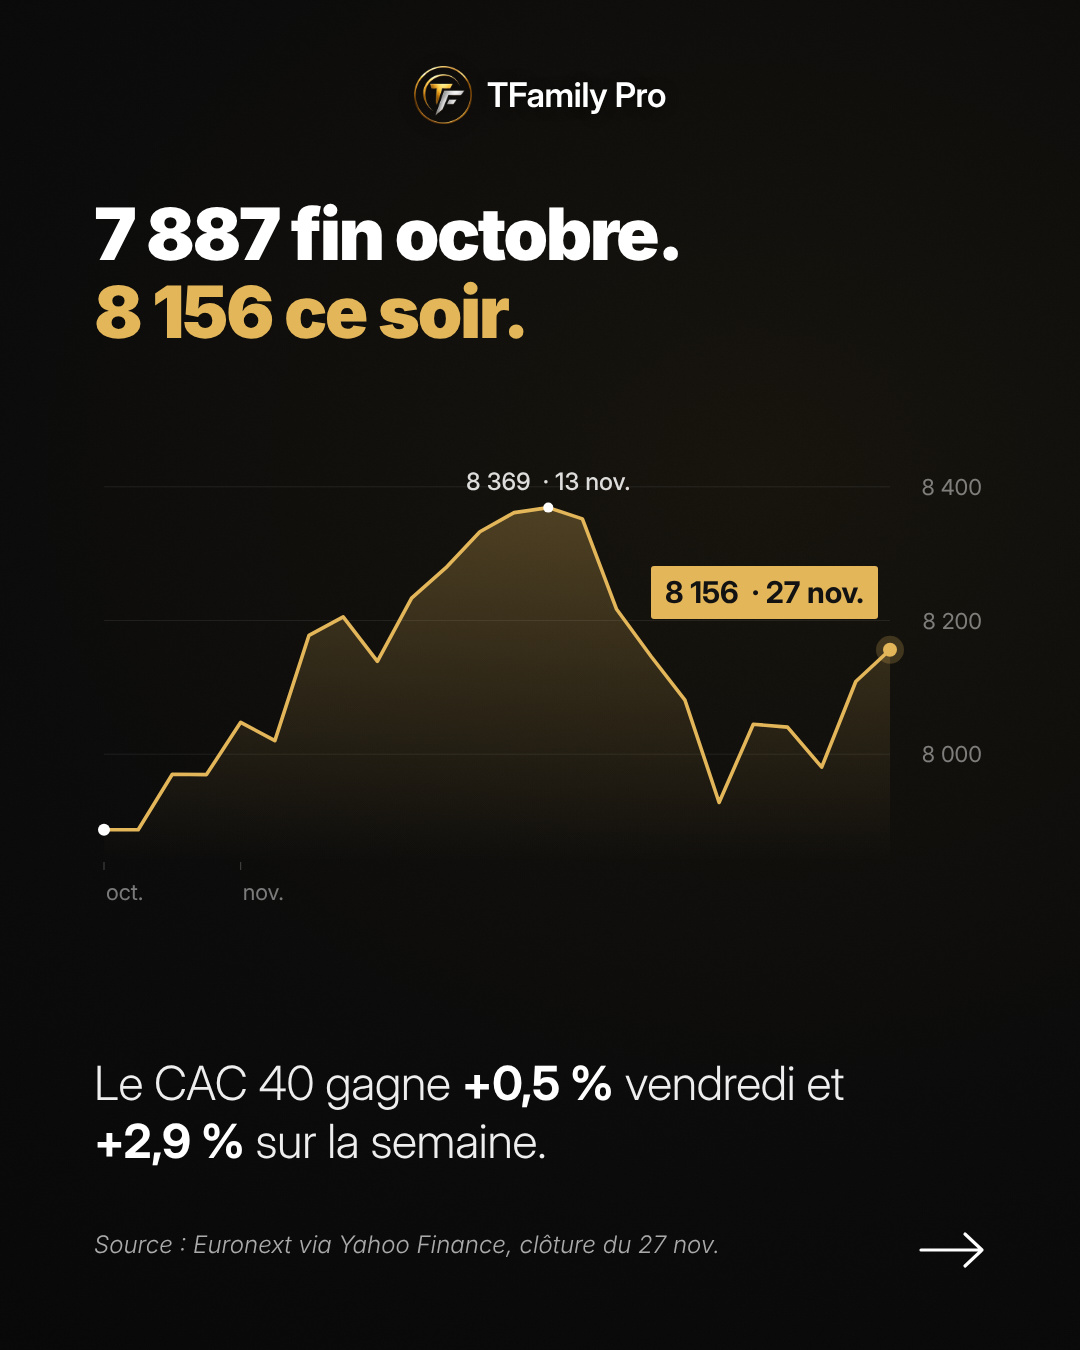 TF TFamily Pro
7 887 fin octobre.
8 156 ce soir.
8 369 · 13 nov.
8 400
8 156 · 27 nov.
8 200
8 000
oct.
nov.
Le CAC 40 gagne +0,5 % vendredi et
+2,9 % sur la semaine.
Source : Euronext via Yahoo Finance, clôture du 27 nov.